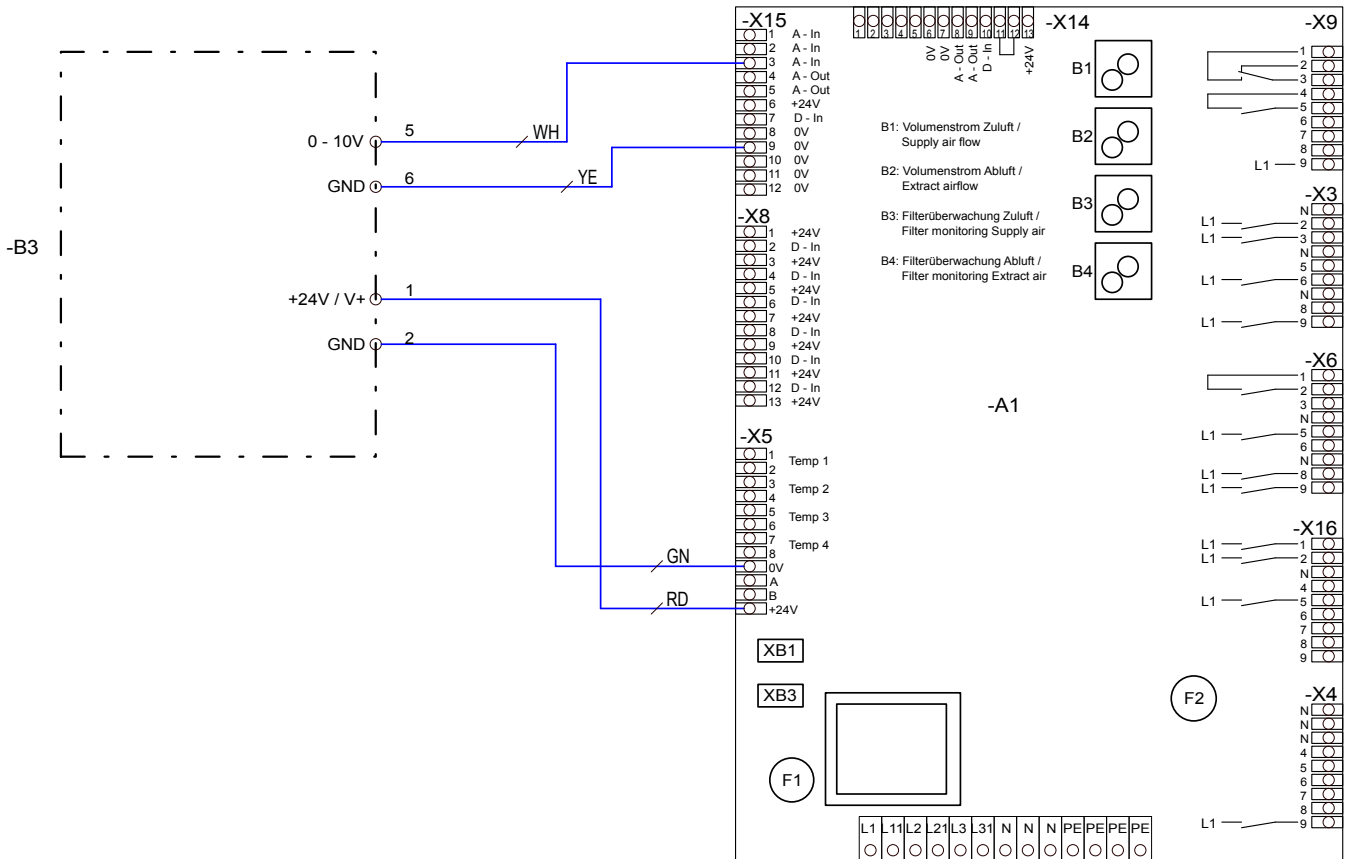 -B3
0 - 10V
5
WH
GND
6
YE
+24V / V+
1
GND
2
GN
RD
-X15
1 A - In
2 A - In
3 A - In
4 A - Out
5 A - Out
6 +24V
7 D - In
8 0V
9 0V
10 0V
11 0V
12 0V
-X8
1 +24V
2 D - In
3 +24V
4 D - In
5 +24V
6 D - In
7 +24V
8 D - In
9 +24V
10 D - In
11 +24V
12 D - In
13 +24V
-X5
1
2
Temp 1
3
4
Temp 2
5
6
Temp 3
7
8
Temp 4
0V
A
B
+24V
XB1
XB3
F1
-X14
1 2 3 4 5 6 7 8 9 10 11 12 13
0V
0V
A - Out
A - Out
D - In
+24V
B1: Volumenstrom Zuluft /
Supply air flow
B2: Volumenstrom Abluft /
Extract airflow
B3: Filterüberwachung Zuluft /
Filter monitoring Supply air
B4: Filterüberwachung Abluft /
Filter monitoring Extract air
B1
B2
B3
B4
-A1
F2
-X9
1
2
3
4
5
6
7
8
L1 9
-X3
N
L1 2
L1 3
N
5
L1 6
N
8
L1 9
-X6
1
2
3
N
L1 5
6
N
L1 8
L1 9
-X16
L1 1
L1 2
N
4
L1 5
6
7
8
9
-X4
N
N
N
4
5
6
7
8
L1 9
L1 L11 L2 L21 L3 L31 N N N PE PE PE PE